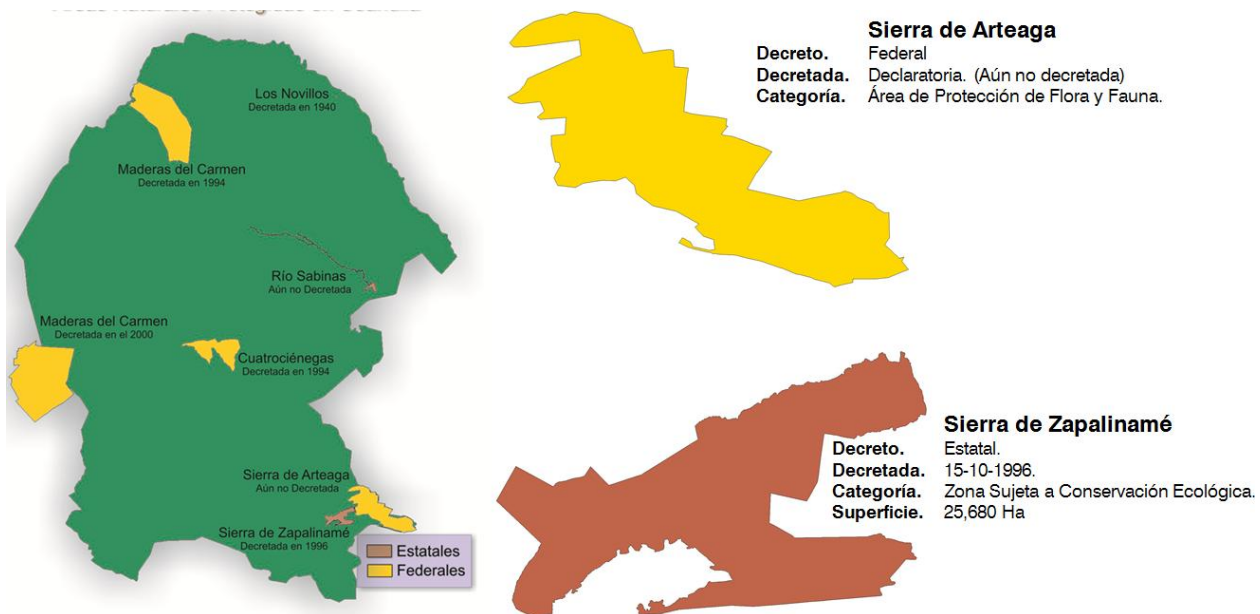 Los Novillos
Decretada en 1940
Maderas del Carmen
Decretada en 1994
Río Sabinas
Aún no Decretada
Maderas del Carmen
Decretada en el 2000
Cuatrociénegas
Decretada en 1994
Sierra de Arteaga
Aún no Decretada
Sierra de Zapalinamé
Decretada en 1996
Estatales
Federales
Sierra de Arteaga
Decreto. Federal
Decretada. Declaratoria. (Aún no decretada)
Categoría. Área de Protección de Flora y Fauna.
Sierra de Zapalinamé
Decreto. Estatal.
Decretada. 15-10-1996.
Categoría. Zona Sujeta a Conservación Ecológica.
Superficie. 25,680 Ha